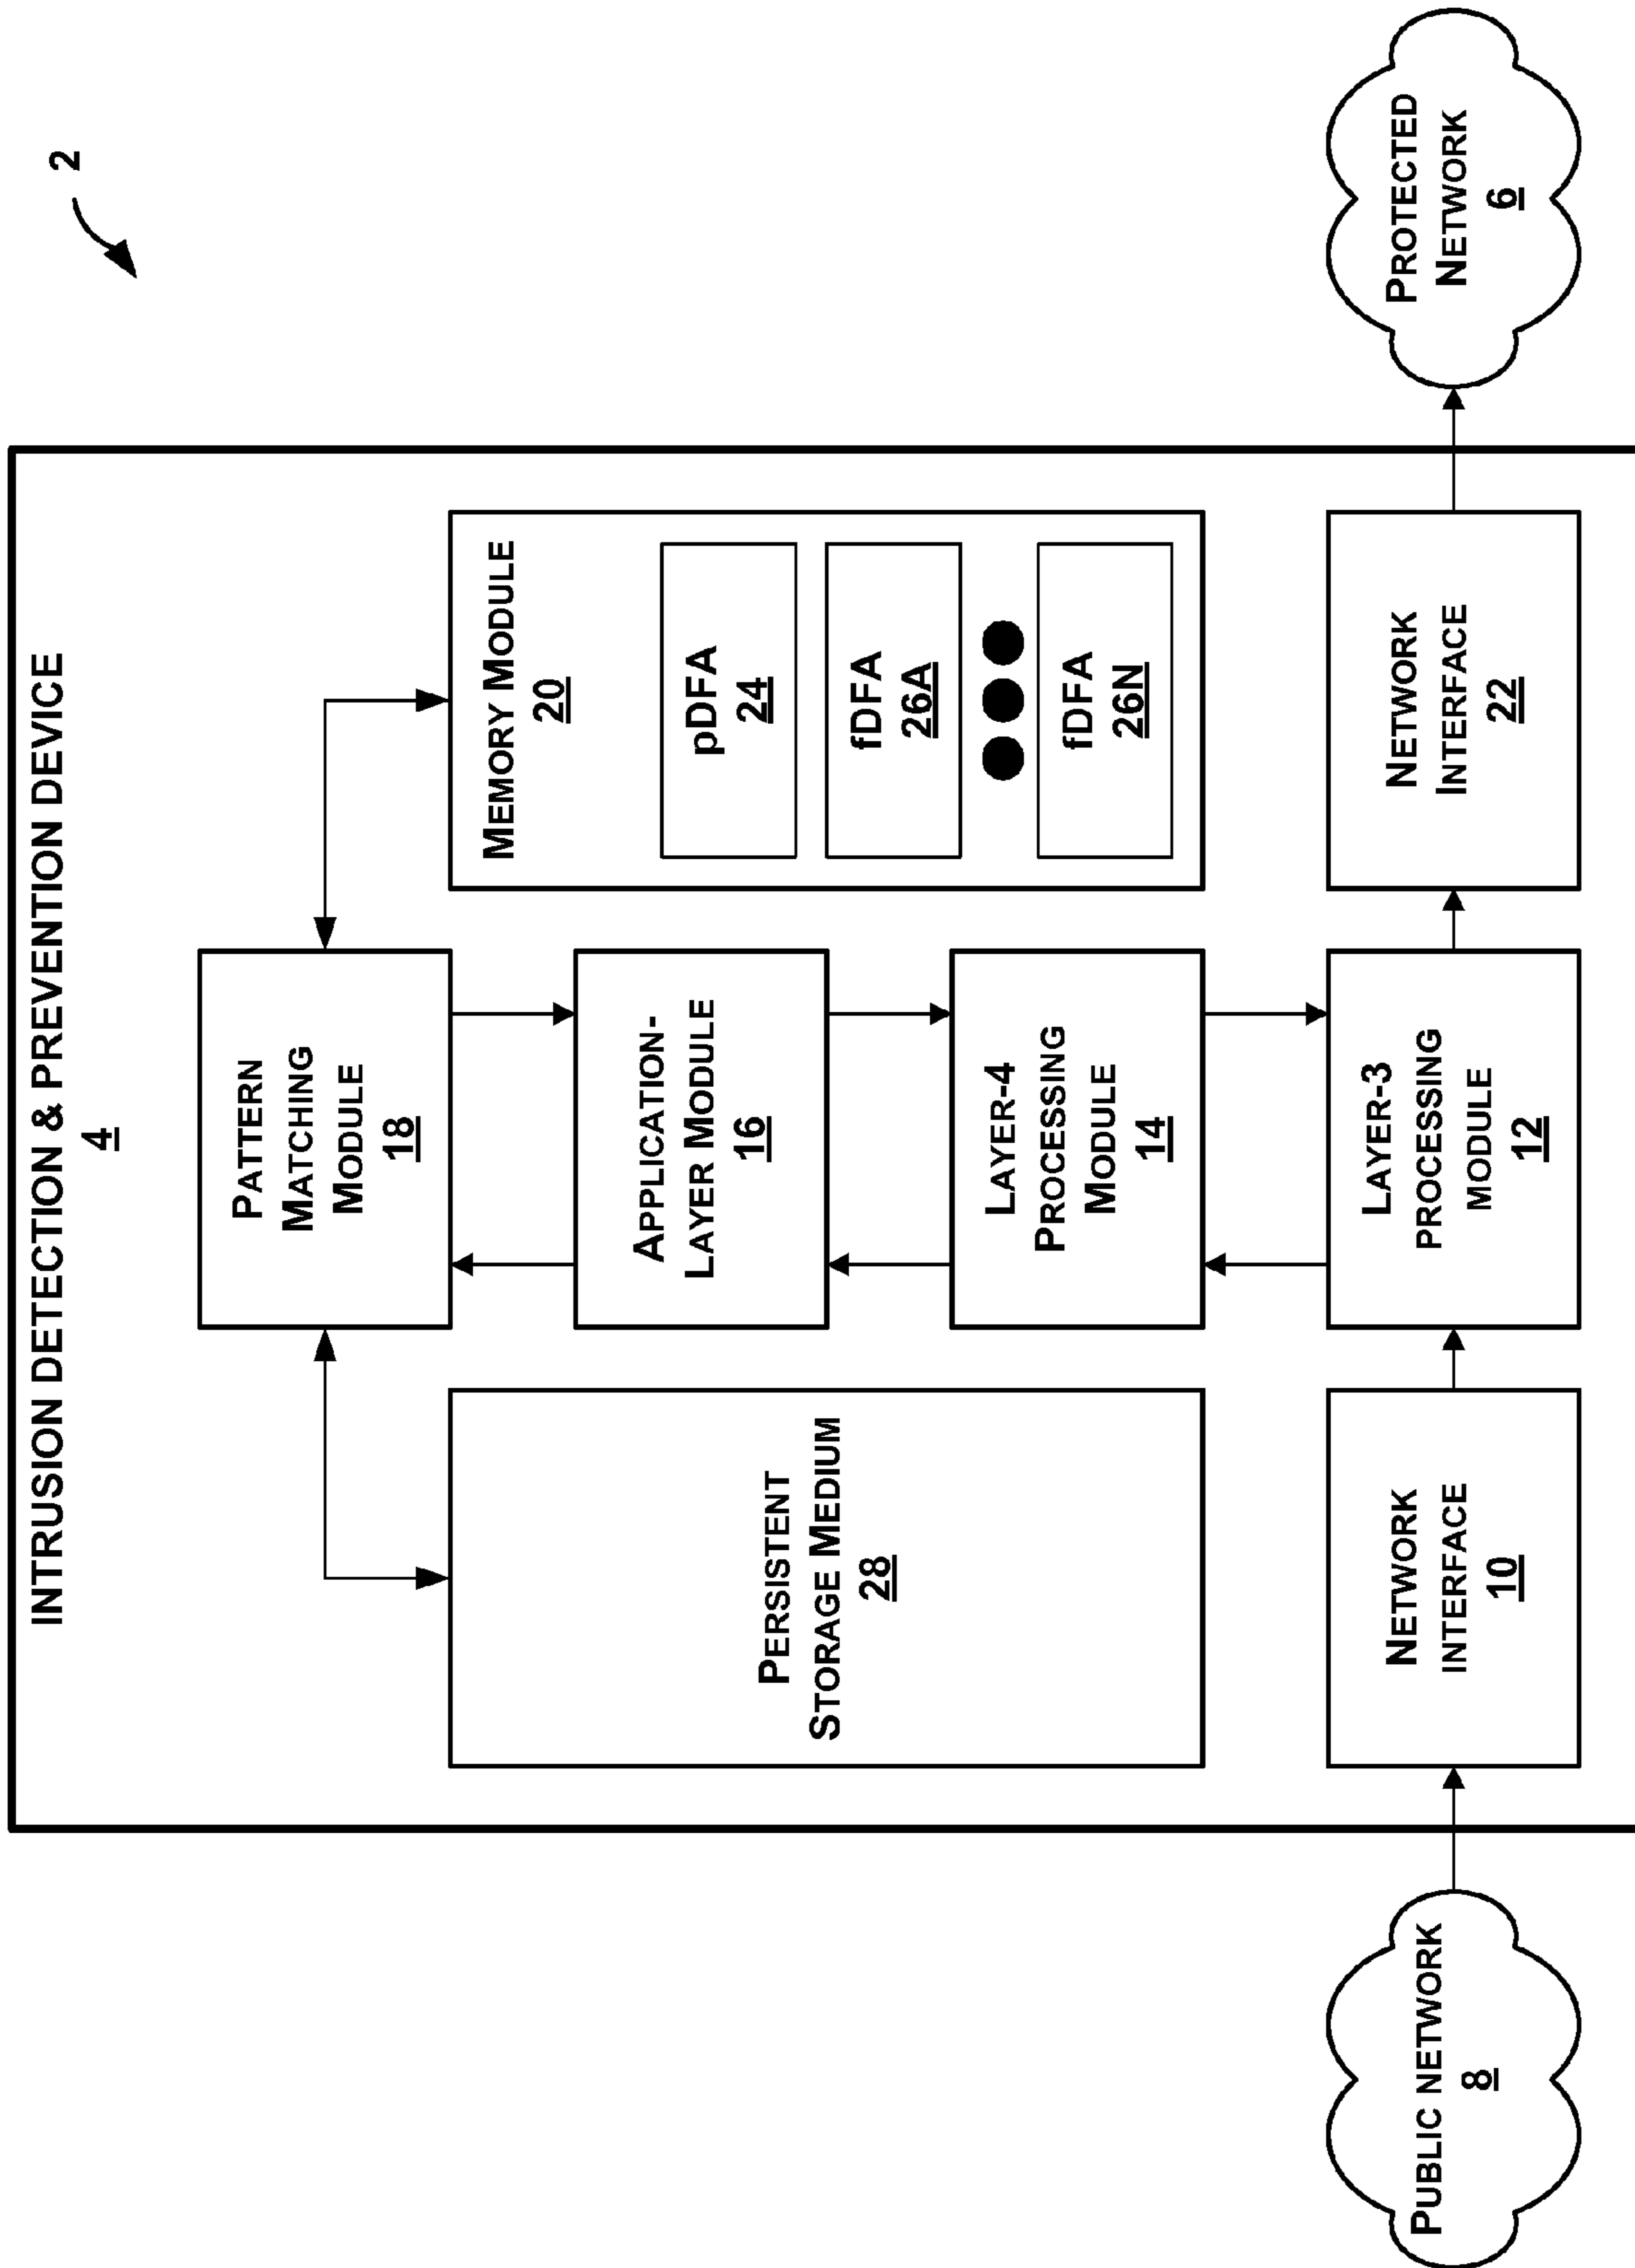 2
INTRUSION DETECTION & PREVENTION DEVICE
4
PATTERN
MATCHING
MODULE
18
MEMORY MODULE
20
pDFA
24
fDFA
26A
fDFA
26N
PERSISTENT
STORAGE MEDIUM
28
APPLICATION-
LAYER MODULE
16
LAYER-4
PROCESSING
MODULE
14
PUBLIC NETWORK
8
NETWORK
INTERFACE
10
LAYER-3
PROCESSING
MODULE
12
NETWORK
INTERFACE
22
PROTECTED
NETWORK
6